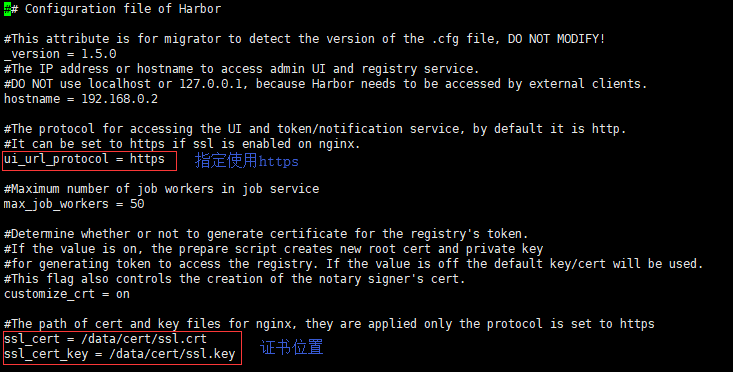 ## Configuration file of Harbor
#This attribute is for migrator to detect the version of the .cfg file, DO NOT MODIFY!
_version = 1.5.0
#The IP address or hostname to access admin UI and registry service.
#DO NOT use localhost or 127.0.0.1, because Harbor needs to be accessed by external clients.
hostname = 192.168.0.2
#The protocol for accessing the UI and token/notification service, by default it is http.
#It can be set to https if ssl is enabled on nginx.
ui_url_protocol = https 指定使用https
#Maximum number of job workers in job service
max_job_workers = 50
#Determine whether or not to generate certificate for the registry's token.
#If the value is on, the prepare script creates new root cert and private key
#for generating token to access the registry. If the value is off the default key/cert will be used.
#This flag also controls the creation of the notary signer's cert.
customize_crt = on
#The path of cert and key files for nginx, they are applied only the protocol is set to https
ssl_cert = /data/cert/ssl.crt
证书位置
ssl_cert_key = /data/cert/ssl.key